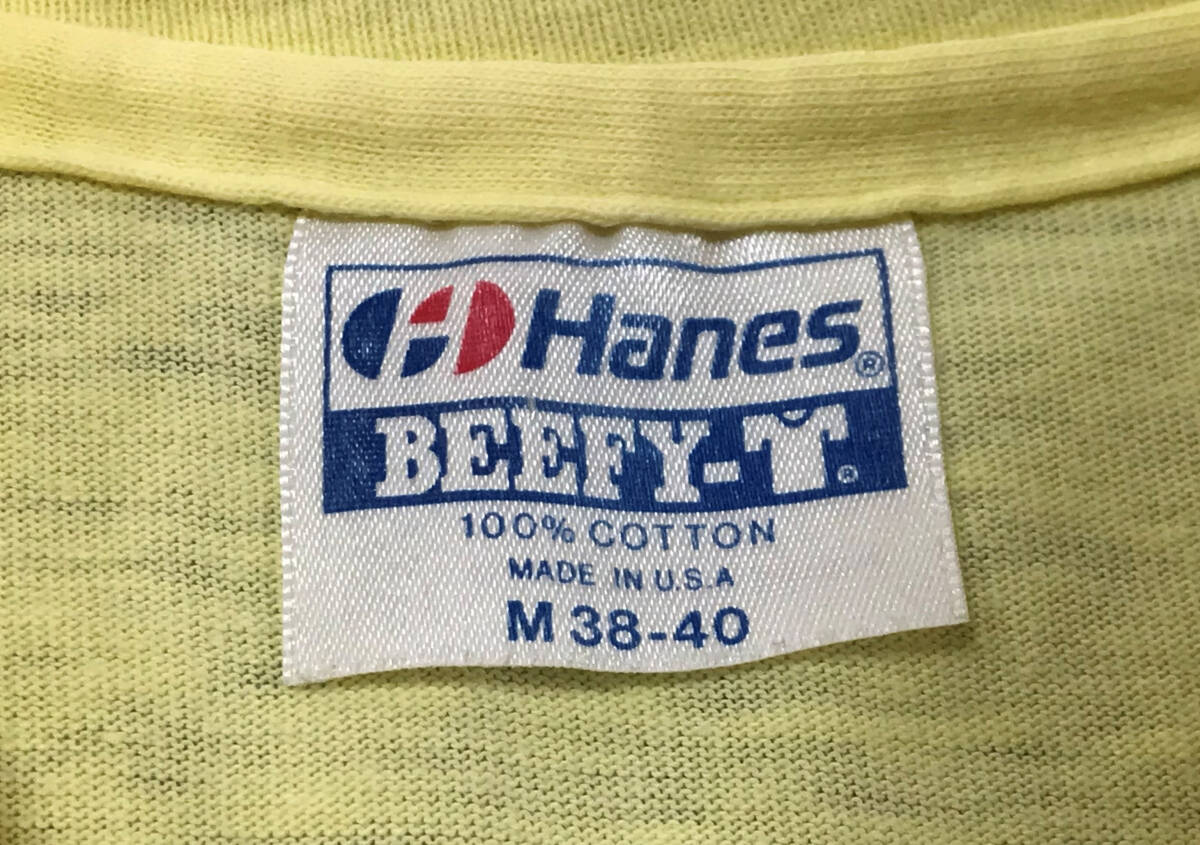 Hanes®
BEEFY-T®
100% COTTON
MADE IN U.S.A
M 38-40